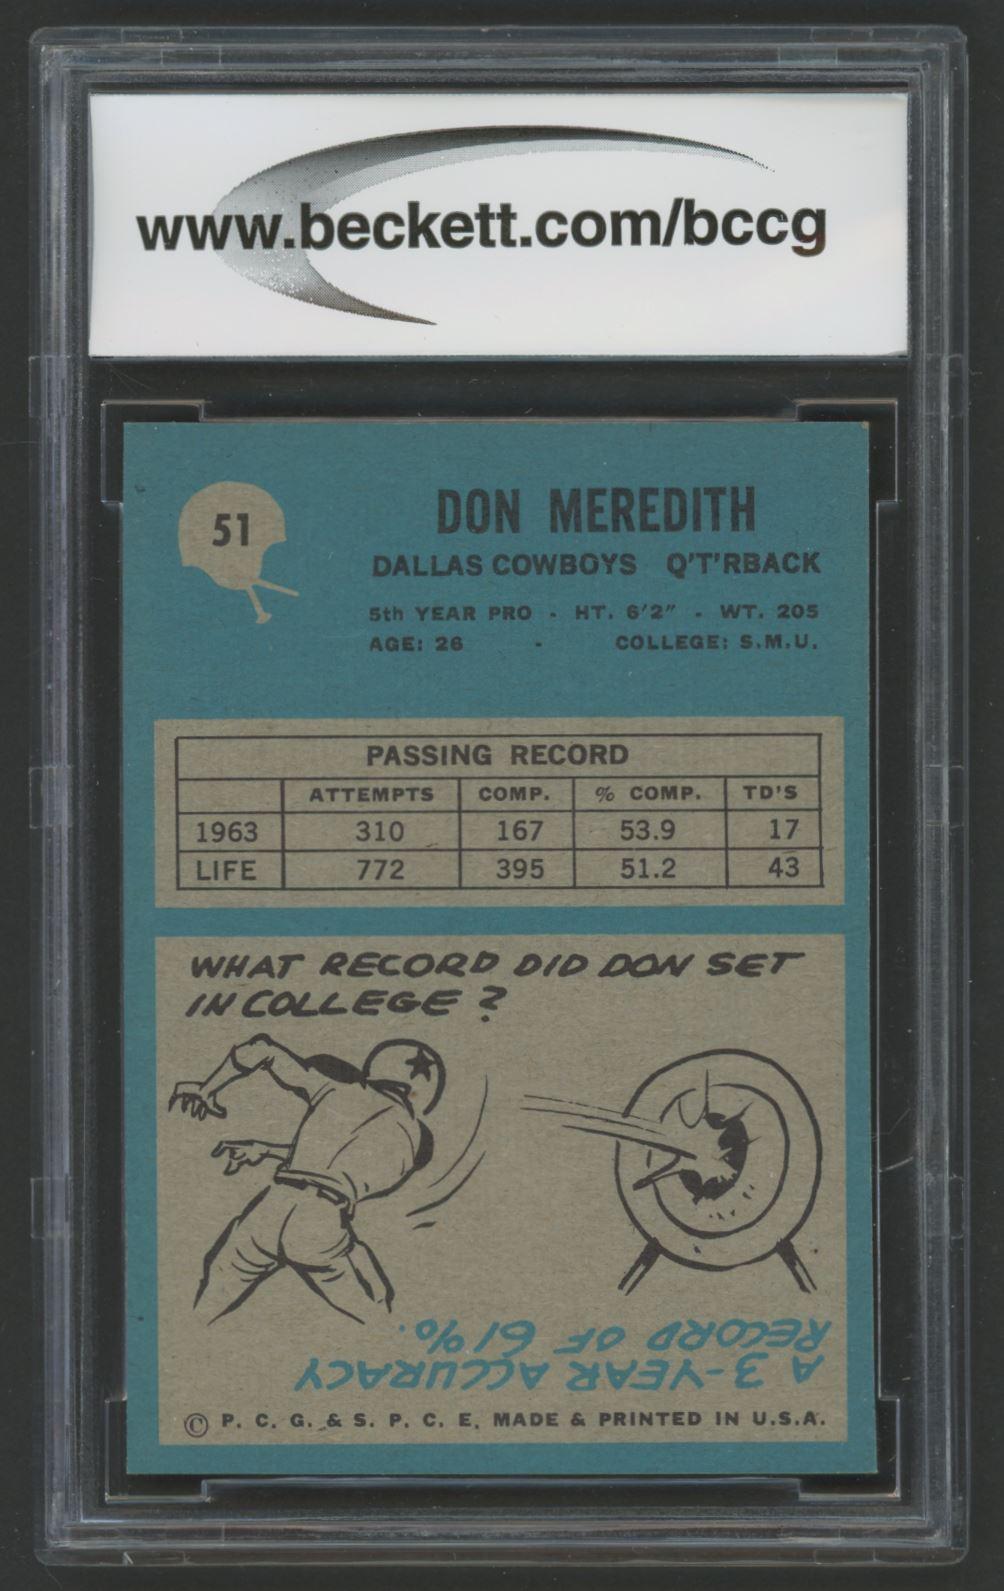 www.beckett.com/bccg
51
DON MEREDITH
DALLAS COWBOYS Q'T'RBACK
5th YEAR PRO - HT. 6'2" - WT. 205
AGE: 26 - COLLEGE: S.M.U.
PASSING RECORD
ATTEMPTS COMP. % COMP. TD'S
1963 310 167 53.9 17
LIFE 772 395 51.2 43
WHAT RECORD DID DON SET
IN COLLEGE?
A 3-YEAR ACCURACY
RECORD OF 61%.
© P. C. G. & S. P. C. E. MADE & PRINTED IN U.S.A.